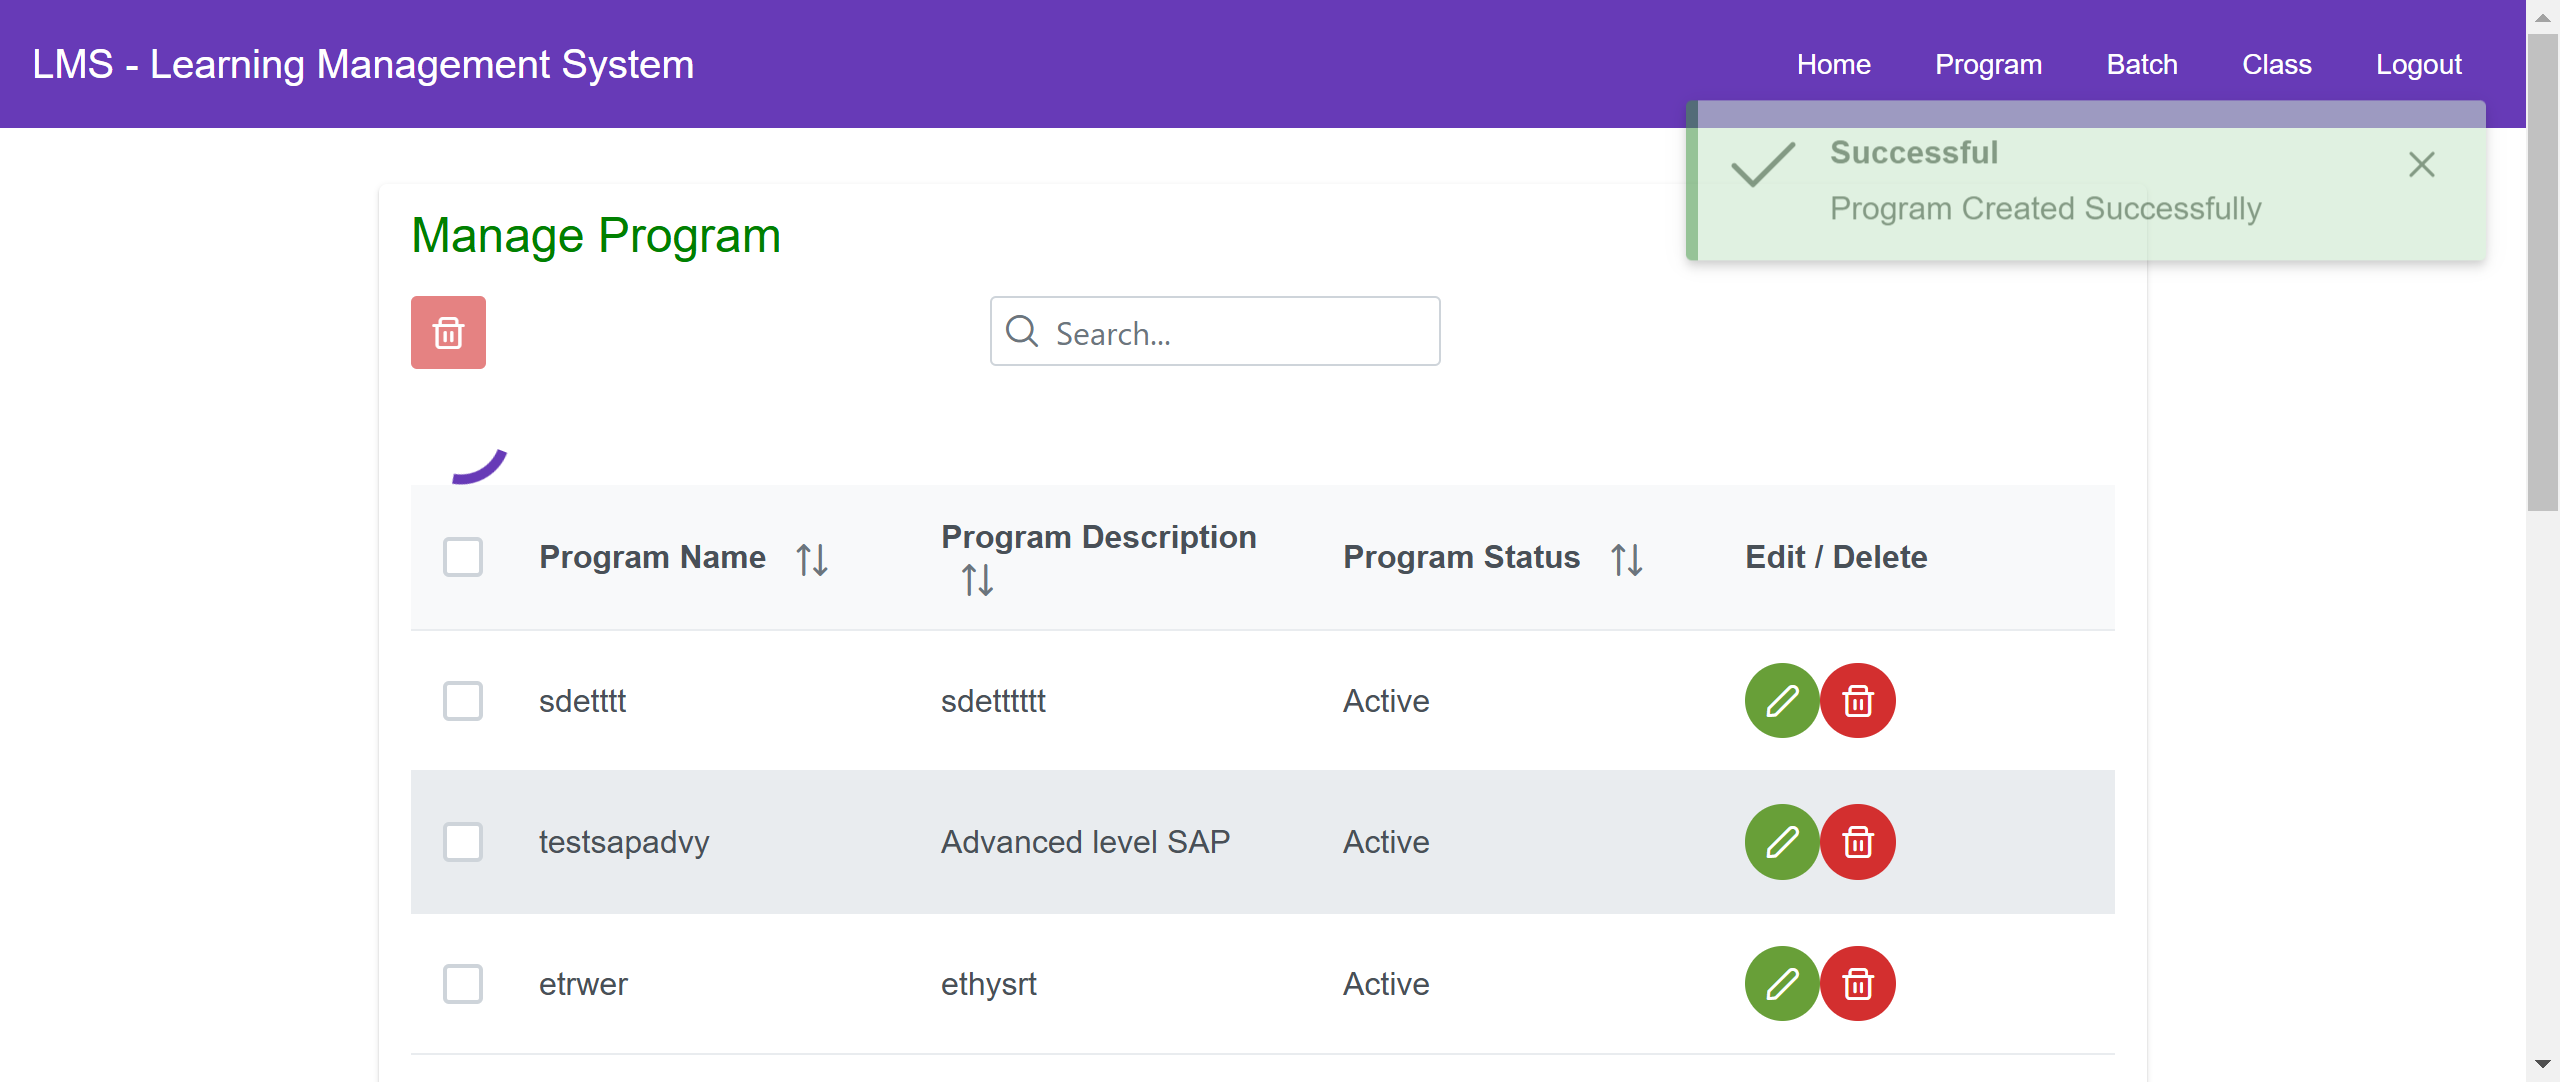 LMS - Learning Management System
Home Program Batch Class Logout
Successful
Program Created Successfully
Manage Program
Search...
Program Name Program Description Program Status Edit / Delete
sdetttt sdettttttt Active
testsapadvy Advanced level SAP Active
etrwer ethysrt Active